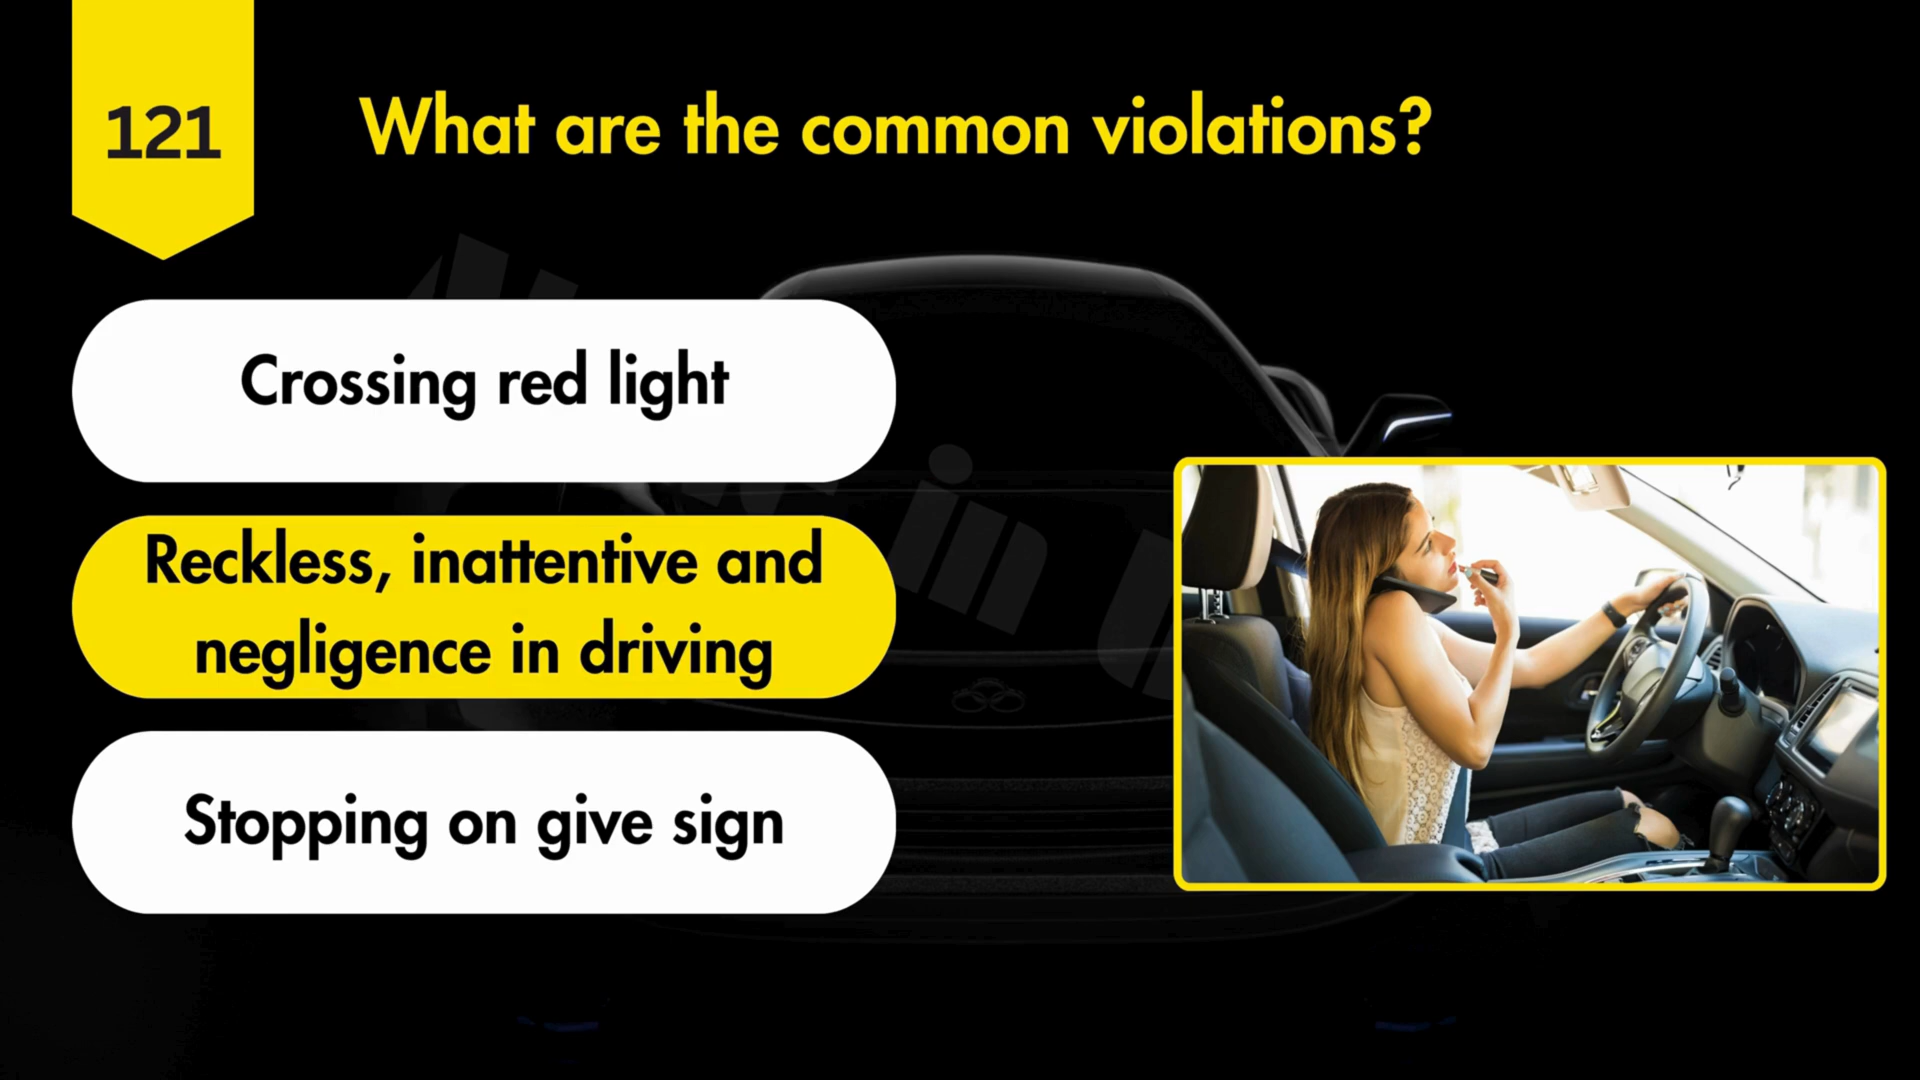 121
What are the common violations?
Crossing red light
Reckless, inattentive and
negligence in driving
Stopping on give sign